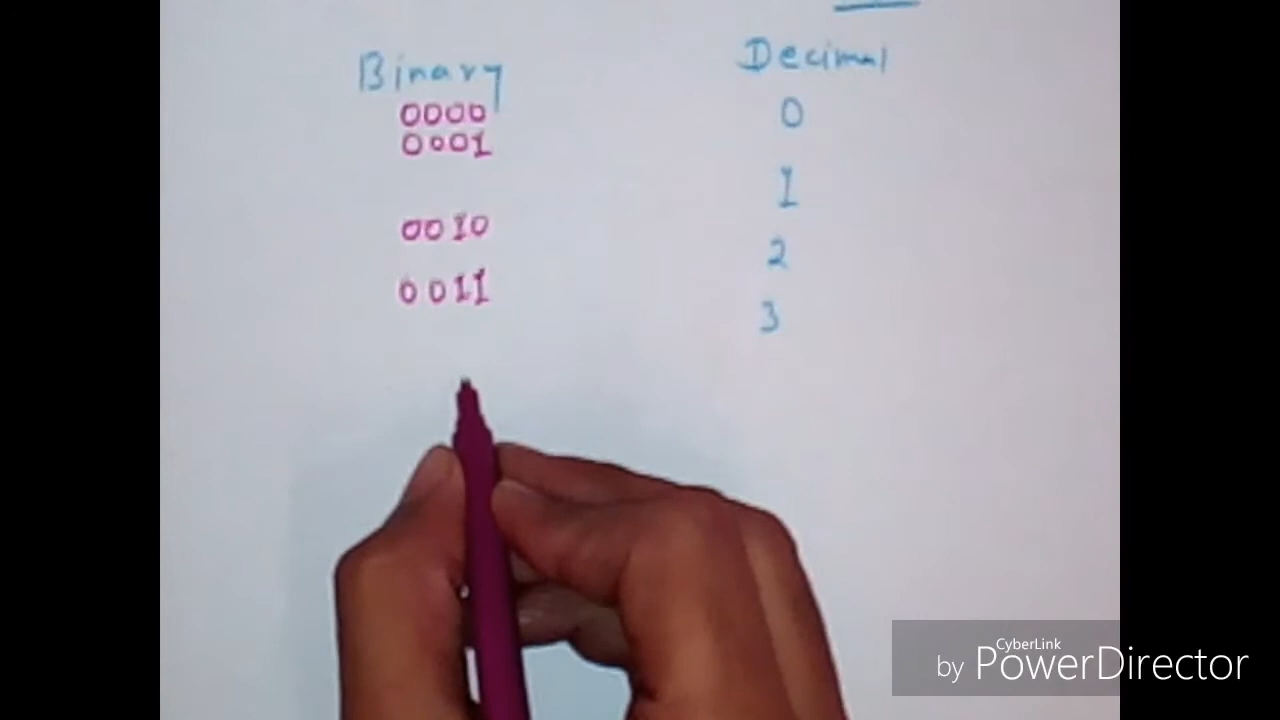 Binary Decimal
0000 0
0001
1
0010
2
0011
3
CyberLink
by PowerDirector